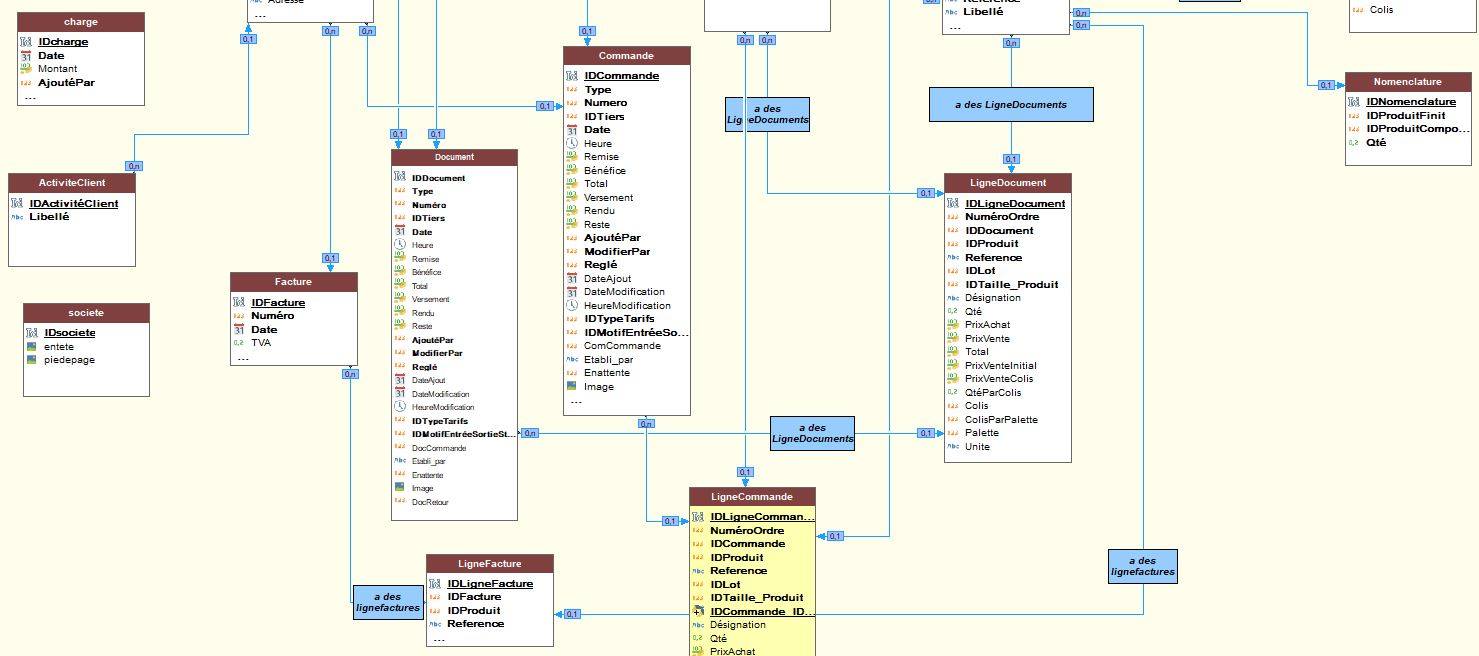 Adresse
...
charge
IDcharge
Date
Montant
AjoutéPar
...
0,1
0,n
0,n
0,n
ActiviteClient
IDActivitéClient
Libellé
societe
IDsociete
entete
piedepage
0,1
Facture
IDFacture
Numéro
Date
TVA
...
0,n
0,1
0,1
Document
IDDocument
Type
Numéro
IDTiers
Date
Heure
Remise
Bénéfice
Total
Versement
Rendu
Reste
AjoutéPar
ModifierPar
Reglé
DateAjout
DateModification
HeureModification
IDTypeTarifs
IDMotifEntréeSortieSt...
DocCommande
Etabli_par
Enattente
Image
DocRetour
0,n
0,1
0,1
Commande
IDCommande
Type
Numero
IDTiers
Date
Heure
Remise
Bénéfice
Total
Versement
Rendu
Reste
AjoutéPar
ModifierPar
Reglé
DateAjout
DateModification
HeureModification
IDTypeTarifs
IDMotifEntréeSo...
ComCommande
Etabli_par
Enattente
Image
...
0,n
0,1
0,n
0,n
a des
LigneDocuments
0,1
a des
LigneDocuments
0,1
0,1
Libellé
...
0,n
0,n
0,n
a des LigneDocuments
0,1
LigneDocument
IDLigneDocument
NuméroOrdre
IDDocument
IDProduit
Reference
IDLot
IDTaille_Produit
Désignation
Qté
PrixAchat
PrixVente
Total
PrixVenteInitial
PrixVenteColis
QtéParColis
Colis
ColisParPalette
Palette
Unite
Colis
0,1
Nomenclature
IDNomenclature
IDProduitFinit
IDProduitCompo...
Qté
LigneCommande
IDLigneComman...
NuméroOrdre
IDCommande
IDProduit
Reference
IDLot
IDTaille_Produit
IDCommande_ID...
Désignation
Qté
PrixAchat
0,1
a des
lignefactures
LigneFacture
IDLigneFacture
IDFacture
IDProduit
Reference
...
0,1
a des
lignefactures